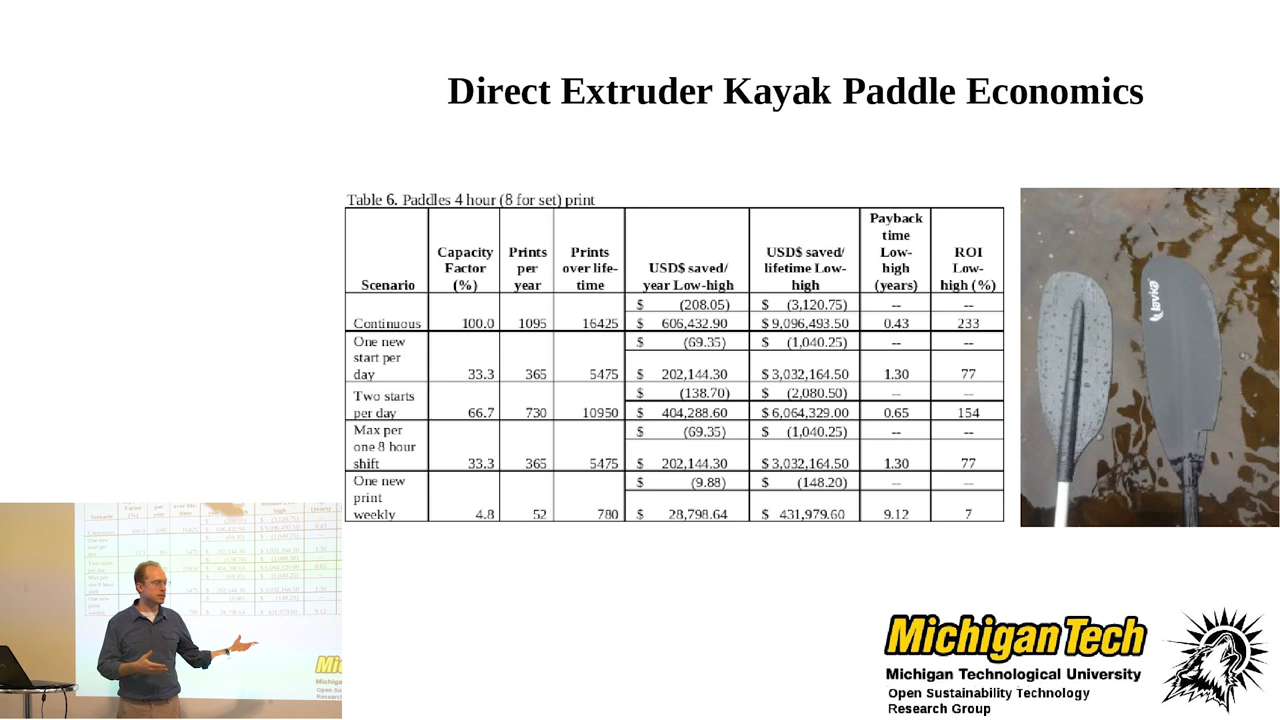 Direct Extruder Kayak Paddle Economics
Table 6. Paddles 4 hour (8 for set) print
Scenario Capacity Factor (%) Prints per year Prints over life-time USD$ saved/ year Low-high USD$ saved/ lifetime Low-high Payback time Low-high (years) ROI Low-high (%)
$ (208.05) $ (3,120.75) -- --
Continuous 100.0 1095 16425 $ 606,432.90 $ 9,096,493.50 0.43 233
One new start per day $ (69.35) $ (1,040.25) -- --
33.3 365 5475 $ 202,144.30 $ 3,032,164.50 1.30 77
Two starts per day $ (138.70) $ (2,080.50) -- --
66.7 730 10950 $ 404,288.60 $ 6,064,329.00 0.65 154
Max per one 8 hour shift $ (69.35) $ (1,040.25) -- --
33.3 365 5475 $ 202,144.30 $ 3,032,164.50 1.30 77
One new print weekly $ (9.88) $ (148.20) -- --
4.8 52 780 $ 28,798.64 $ 431,979.60 9.12 7
Michigan Tech
Michigan Technological University
Open Sustainability Technology
Research Group